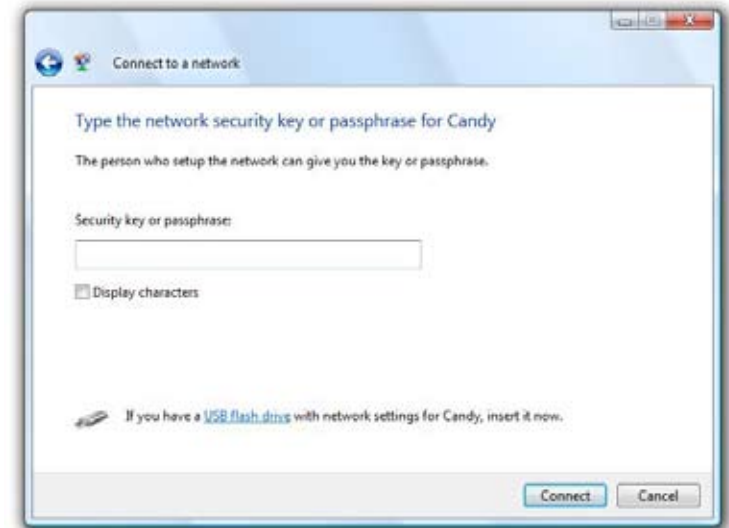 Connect to a network
Type the network security key or passphrase for Candy
The person who setup the network can give you the key or passphrase.
Security key or passphrase:
Display characters
If you have a USB flash drive with network settings for Candy, insert it now.
Connect Cancel